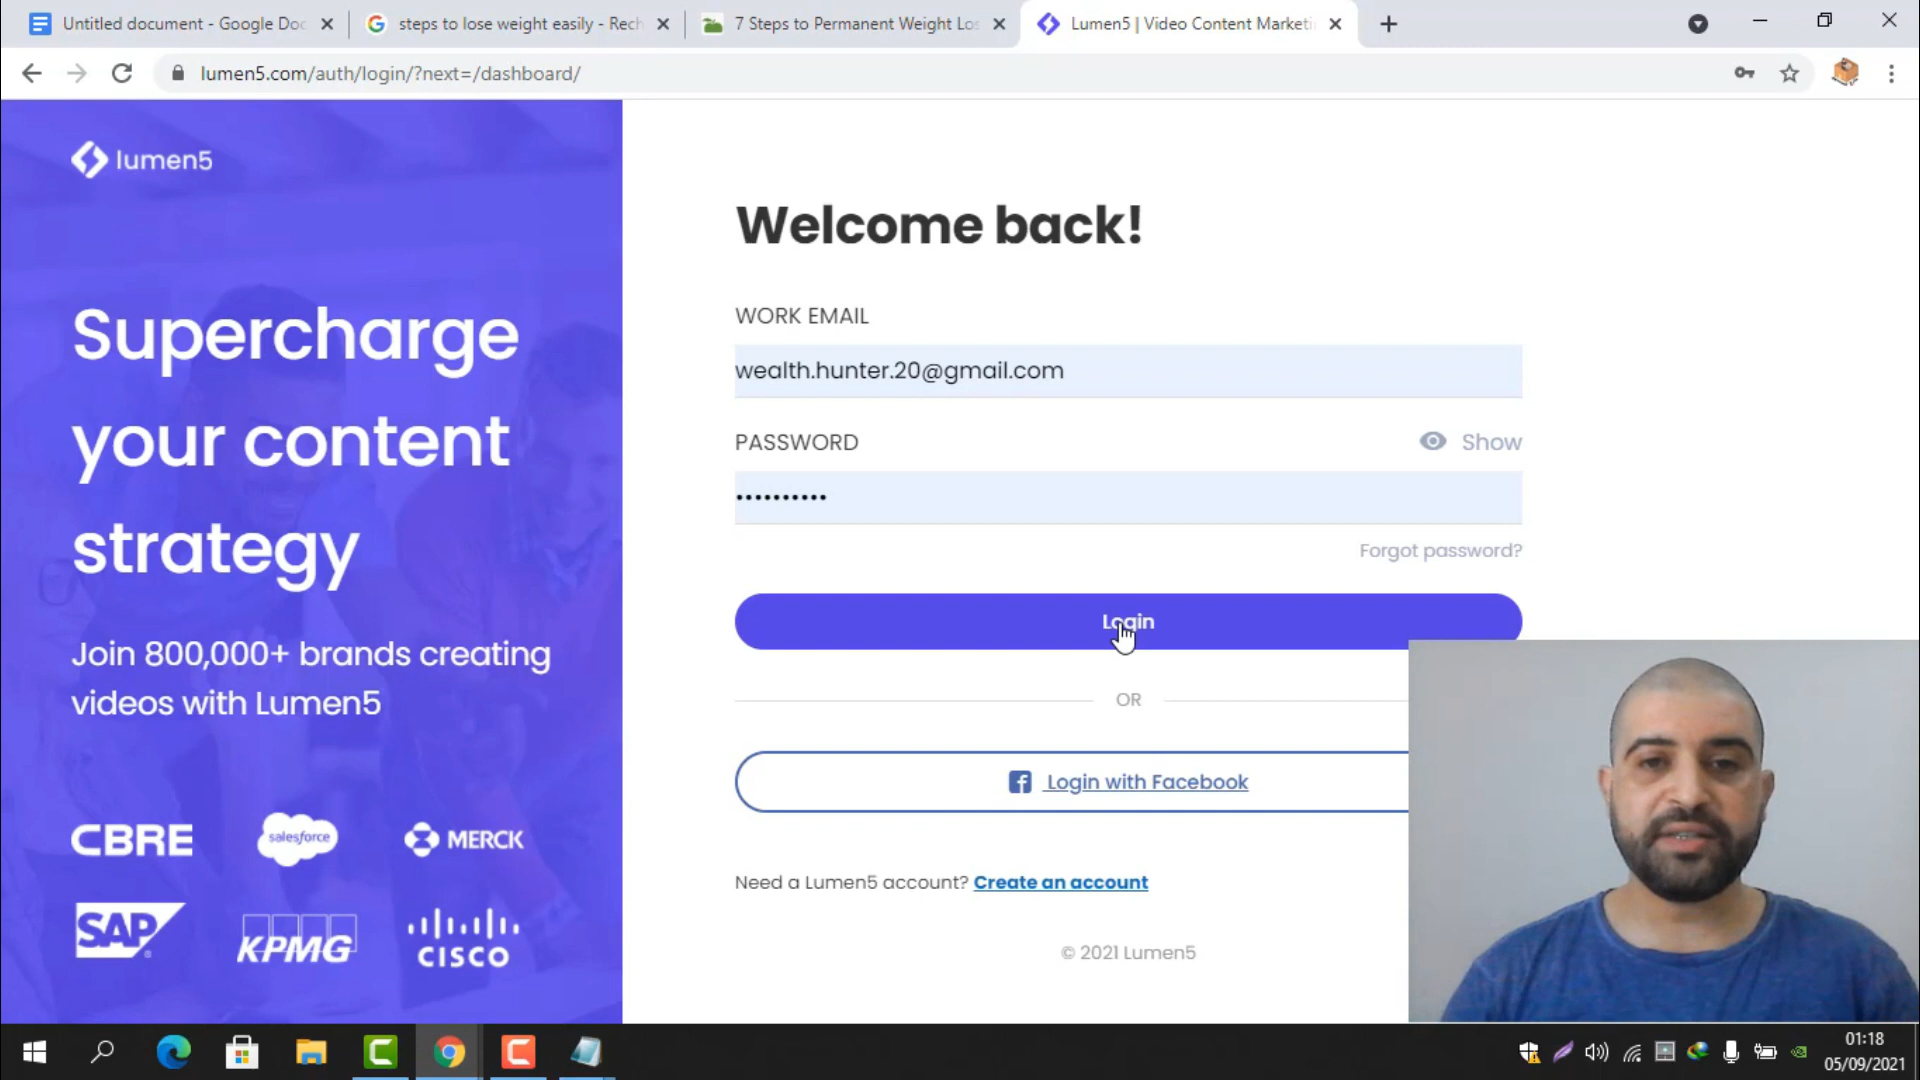 Untitled document - Google Doc
steps to lose weight easily - Rech
7 Steps to Permanent Weight Los
Lumen5 | Video Content Marketi
lumen5.com/auth/login/?next=/dashboard/
lumen5
Supercharge
your content
strategy
Join 800,000+ brands creating
videos with Lumen5
CBRE
salesforce
MERCK
SAP
KPMG
CISCO
Welcome back!
WORK EMAIL
wealth.hunter.20@gmail.com
PASSWORD
Show
••••••••••
Forgot password?
Login
OR
Login with Facebook
Need a Lumen5 account? Create an account
© 2021 Lumen5
01:18
05/09/2021